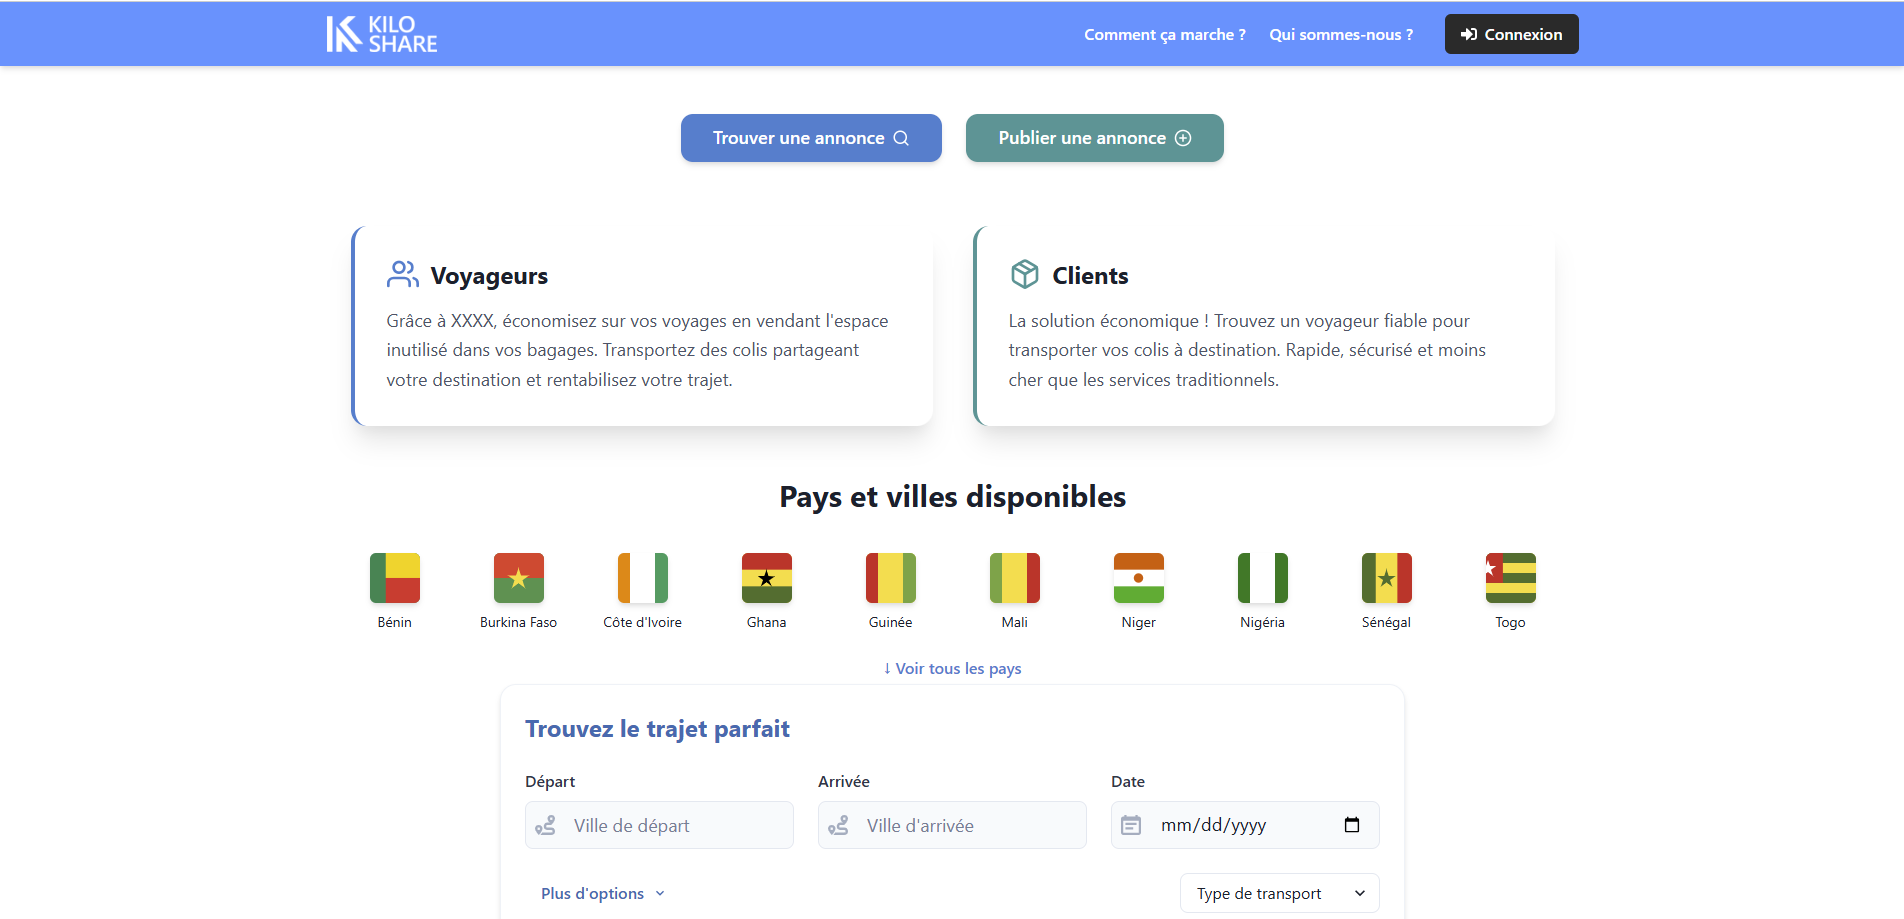 KILO
SHARE
Comment ça marche ?
Qui sommes-nous ?
Connexion
Trouver une annonce
Publier une annonce
Voyageurs
Grâce à XXXX, économisez sur vos voyages en vendant l'espace
inutilisé dans vos bagages. Transportez des colis partageant
votre destination et rentabilisez votre trajet.
Clients
La solution économique ! Trouvez un voyageur fiable pour
transporter vos colis à destination. Rapide, sécurisé et moins
cher que les services traditionnels.
Pays et villes disponibles
Bénin
Burkina Faso
Côte d'Ivoire
Ghana
Guinée
Mali
Niger
Nigéria
Sénégal
Togo
↓ Voir tous les pays
Trouvez le trajet parfait
Départ
Arrivée
Date
Ville de départ
Ville d'arrivée
mm/dd/yyyy
Plus d'options
Type de transport